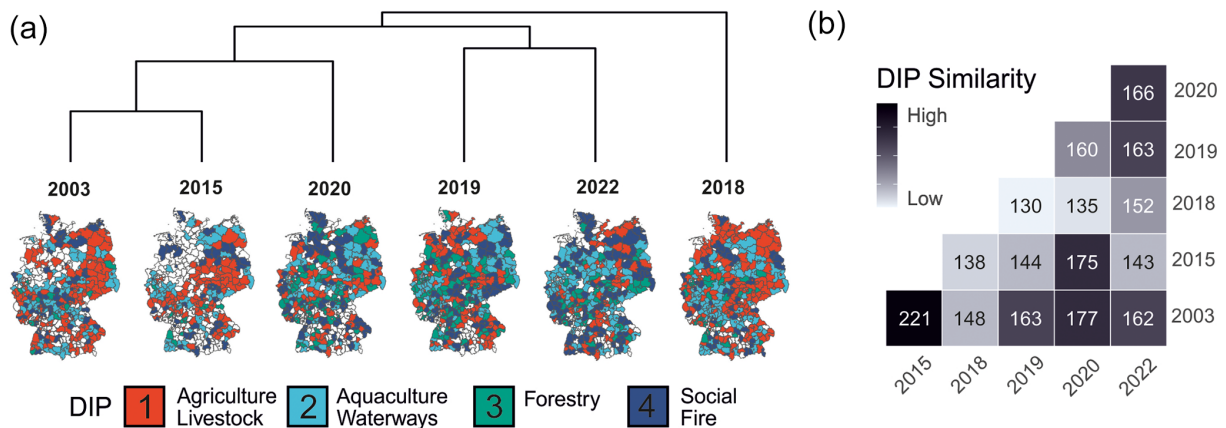 (a)
2003 2015 2020 2019 2022 2018
DIP
1 Agriculture
Livestock
2 Aquaculture
Waterways
3 Forestry
4 Social
Fire
(b)
DIP Similarity
High
Low
166 2020
160 163 2019
130 135 152 2018
138 144 175 143 2015
221 148 163 177 162 2003
2015 2018 2019 2020 2022